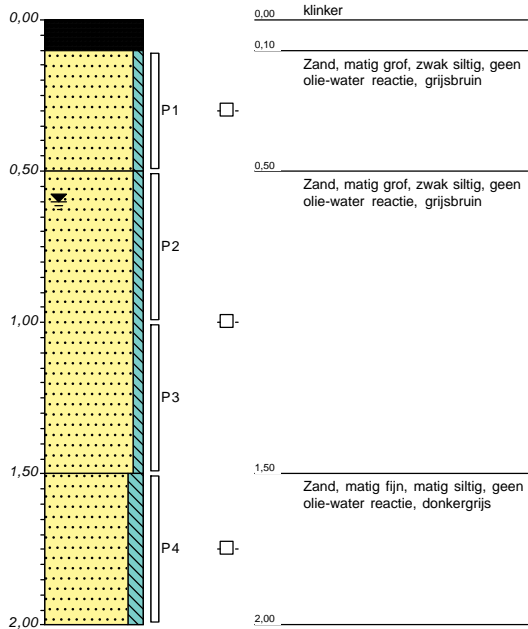 0,00
0,00
klinker
0,10
Zand, matig grof, zwak siltig, geen
olie-water reactie, grijsbruin
P1
0,50
0,50
Zand, matig grof, zwak siltig, geen
olie-water reactie, grijsbruin
P2
1,00
P3
1,50
1,50
Zand, matig fijn, matig siltig, geen
olie-water reactie, donkergrijs
P4
2,00
2,00